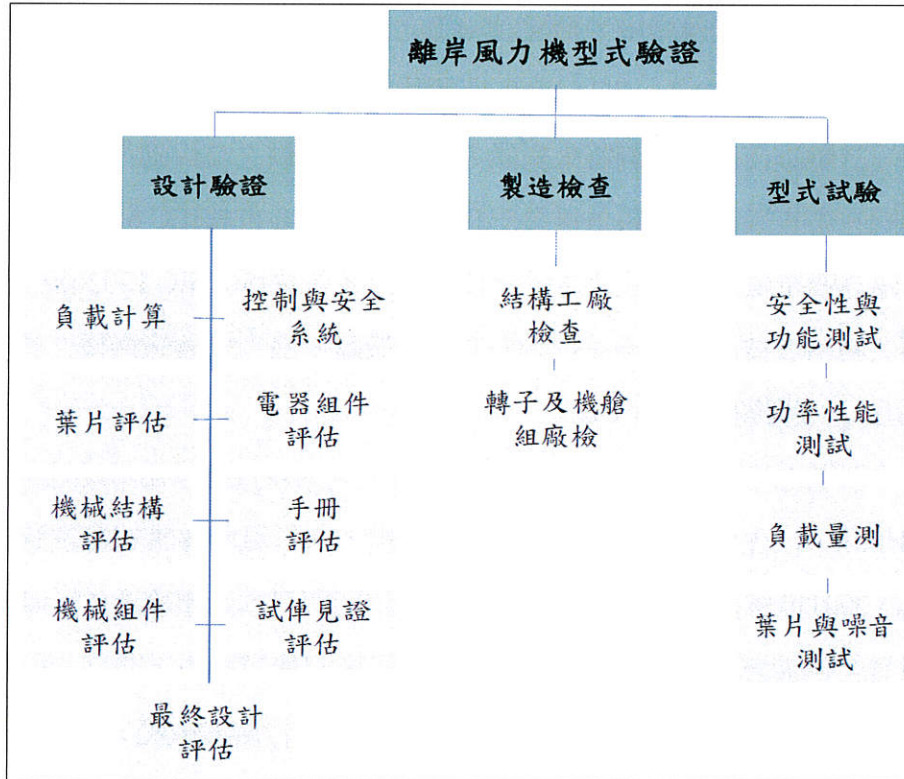 離岸風力機型式驗證
設計驗證
製造檢查
型式試驗
負載計算
控制與安全
系統
葉片評估
電器組件
評估
機械結構
評估
手冊
評估
機械組件
評估
試俥見證
評估
最終設計
評估
結構工廠
檢查
轉子及機艙
組廠檢
安全性與
功能測試
功率性能
測試
負載量測
葉片與噪音
測試